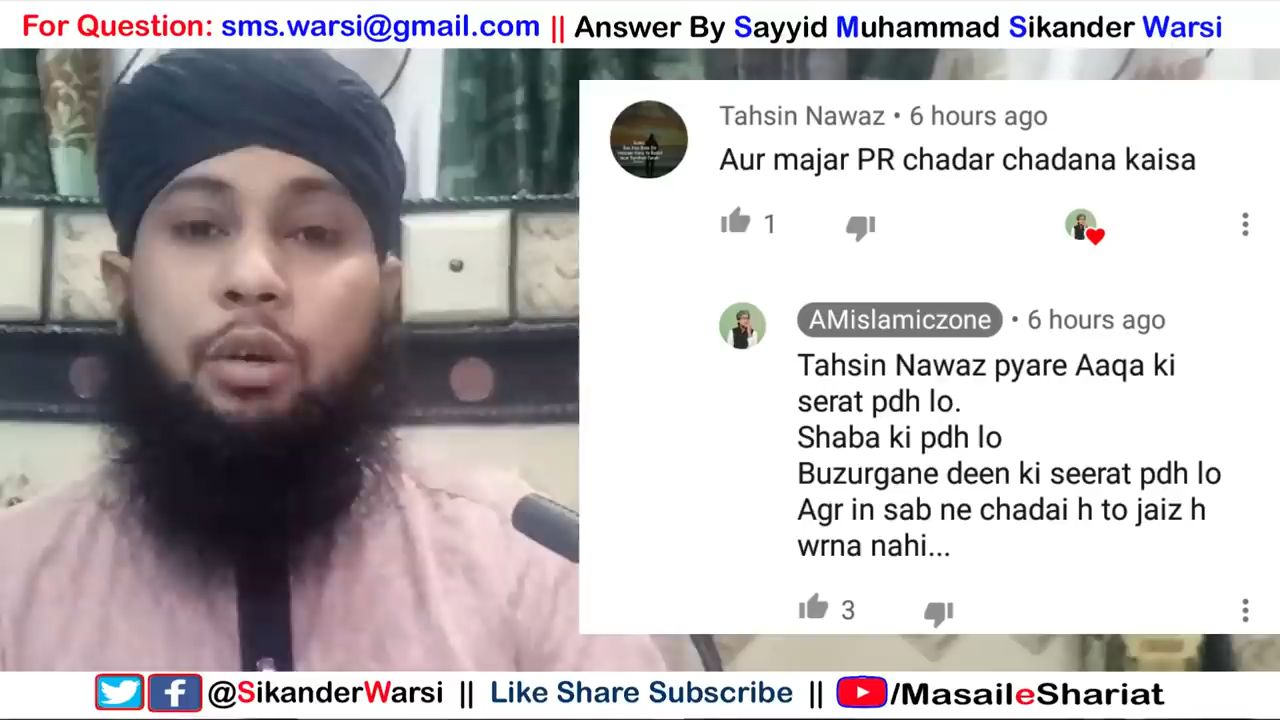 For Question: sms.warsi@gmail.com || Answer By Sayyid Muhammad Sikander Warsi
Tahsin Nawaz • 6 hours ago
Aur majar PR chadar chadana kaisa
1
AMislamiczone • 6 hours ago
Tahsin Nawaz pyare Aaqa ki
serat pdh lo.
Shaba ki pdh lo
Buzurgane deen ki seerat pdh lo
Agr in sab ne chadai h to jaiz h
wrna nahi...
3
@SikanderWarsi || Like Share Subscribe || /MasaileShariat